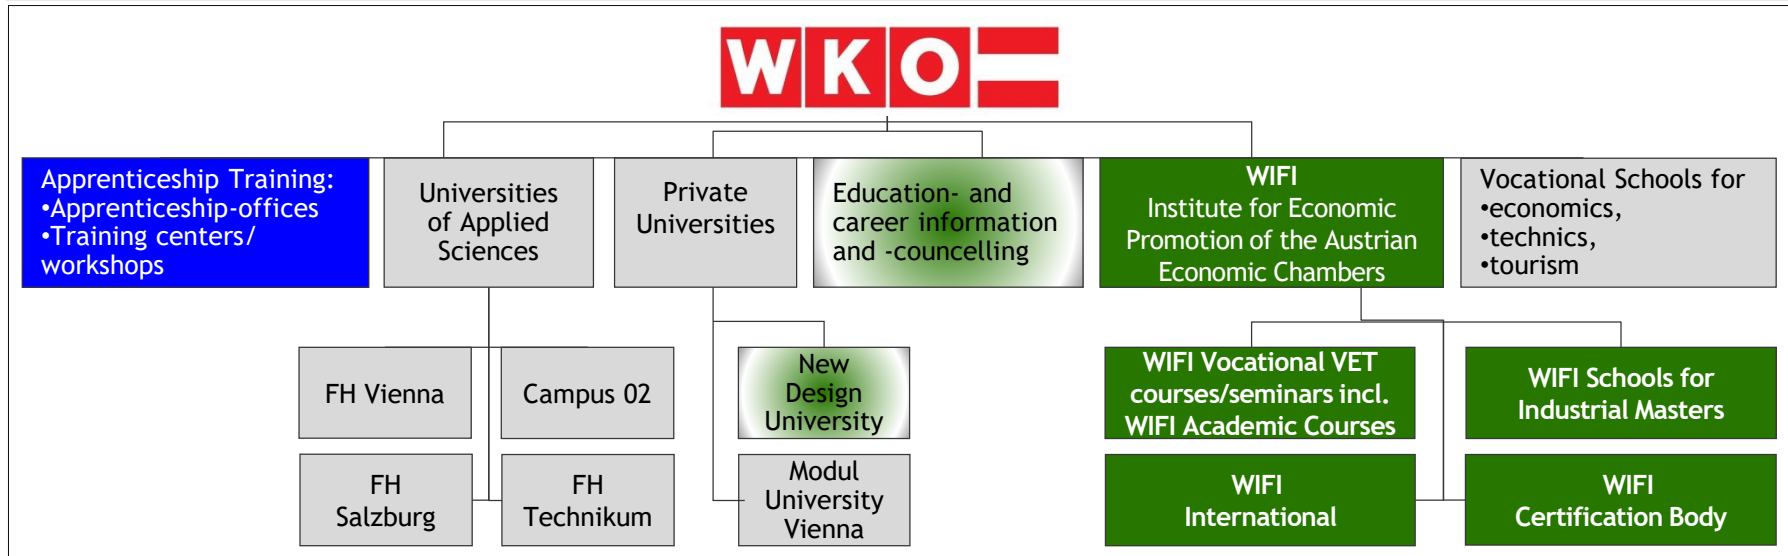 WKO
Apprenticeship Training:
•Apprenticeship-offices
•Training centers/
workshops
Universities
of Applied
Sciences
Private
Universities
Education- and
career information
and -councelling
WIFI
Institute for Economic
Promotion of the Austrian
Economic Chambers
Vocational Schools for
•economics,
•technics,
•tourism
FH Vienna
Campus 02
New
Design
University
WIFI Vocational VET
courses/seminars incl.
WIFI Academic Courses
WIFI Schools for
Industrial Masters
FH
Salzburg
FH
Technikum
Modul
University
Vienna
WIFI
International
WIFI
Certification Body